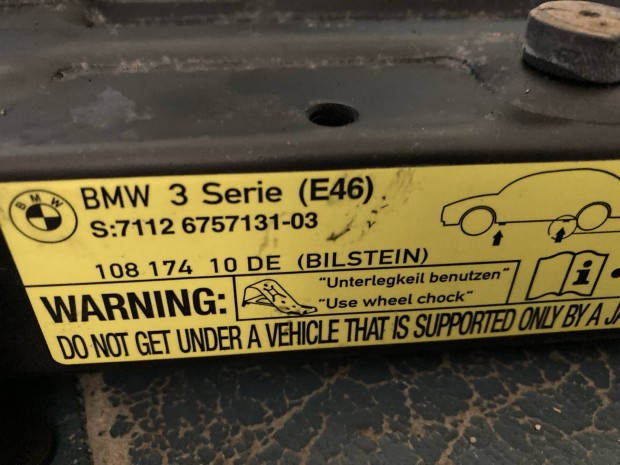 BMW
BMW 3 Serie (E46)
S:7112 6757131-03
108 174 10 DE (BILSTEIN)
WARNING:
"Unterlegkeil benutzen"
"Use wheel chock"
i
DO NOT GET UNDER A VEHICLE THAT IS SUPPORTED ONLY BY A JA